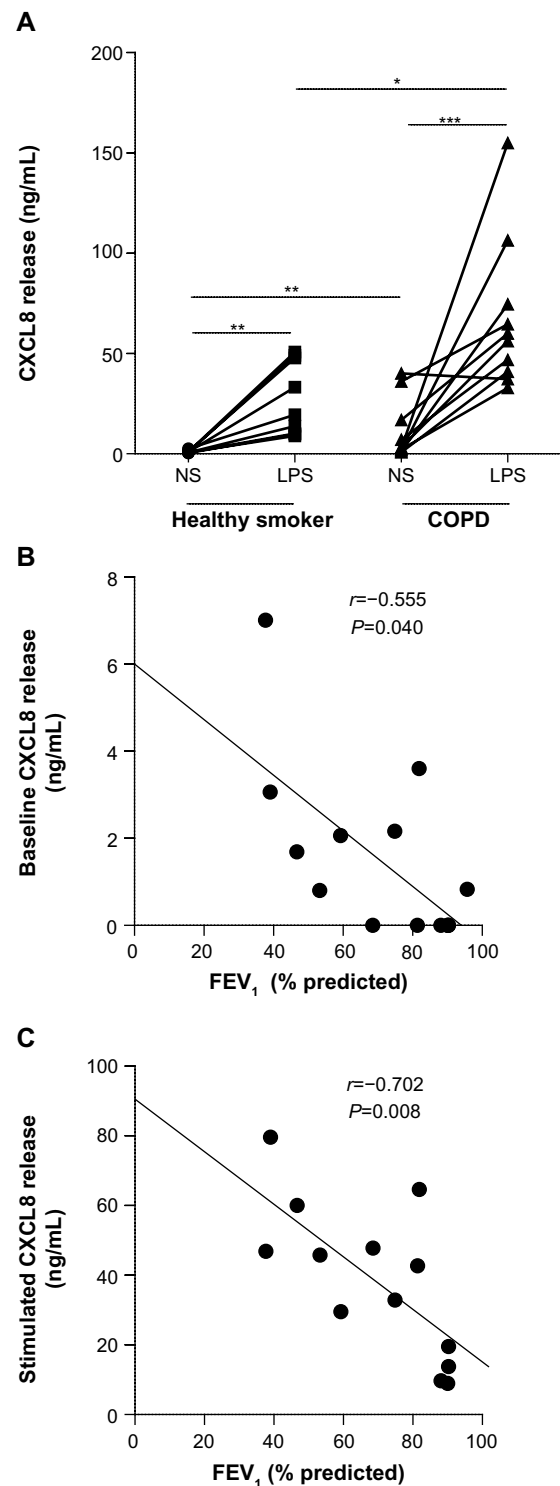 A
200
150
100
50
0
CXCL8 release (ng/mL)
*
***
**
**
NS LPS NS LPS
Healthy smoker COPD
B
8
6
4
2
0
Baseline CXCL8 release
(ng/mL)
r=−0.555
P=0.040
0 20 40 60 80 100
FEV1 (% predicted)
C
100
80
60
40
20
0
Stimulated CXCL8 release
(ng/mL)
r=−0.702
P=0.008
0 20 40 60 80 100
FEV1 (% predicted)